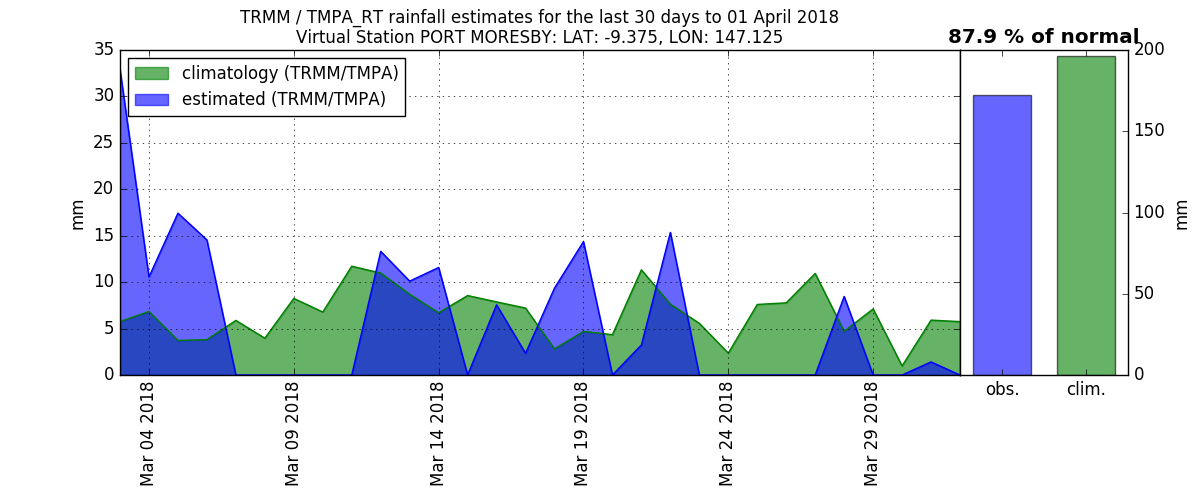 TRMM / TMPA_RT rainfall estimates for the last 30 days to 01 April 2018
Virtual Station PORT MORESBY: LAT: -9.375, LON: 147.125
87.9 % of normal
climatology (TRMM/TMPA)
estimated (TRMM/TMPA)
35
30
25
20
15
10
5
0
mm
Mar 04 2018
Mar 09 2018
Mar 14 2018
Mar 19 2018
Mar 24 2018
Mar 29 2018
obs.
clim.
200
150
100
50
0
mm